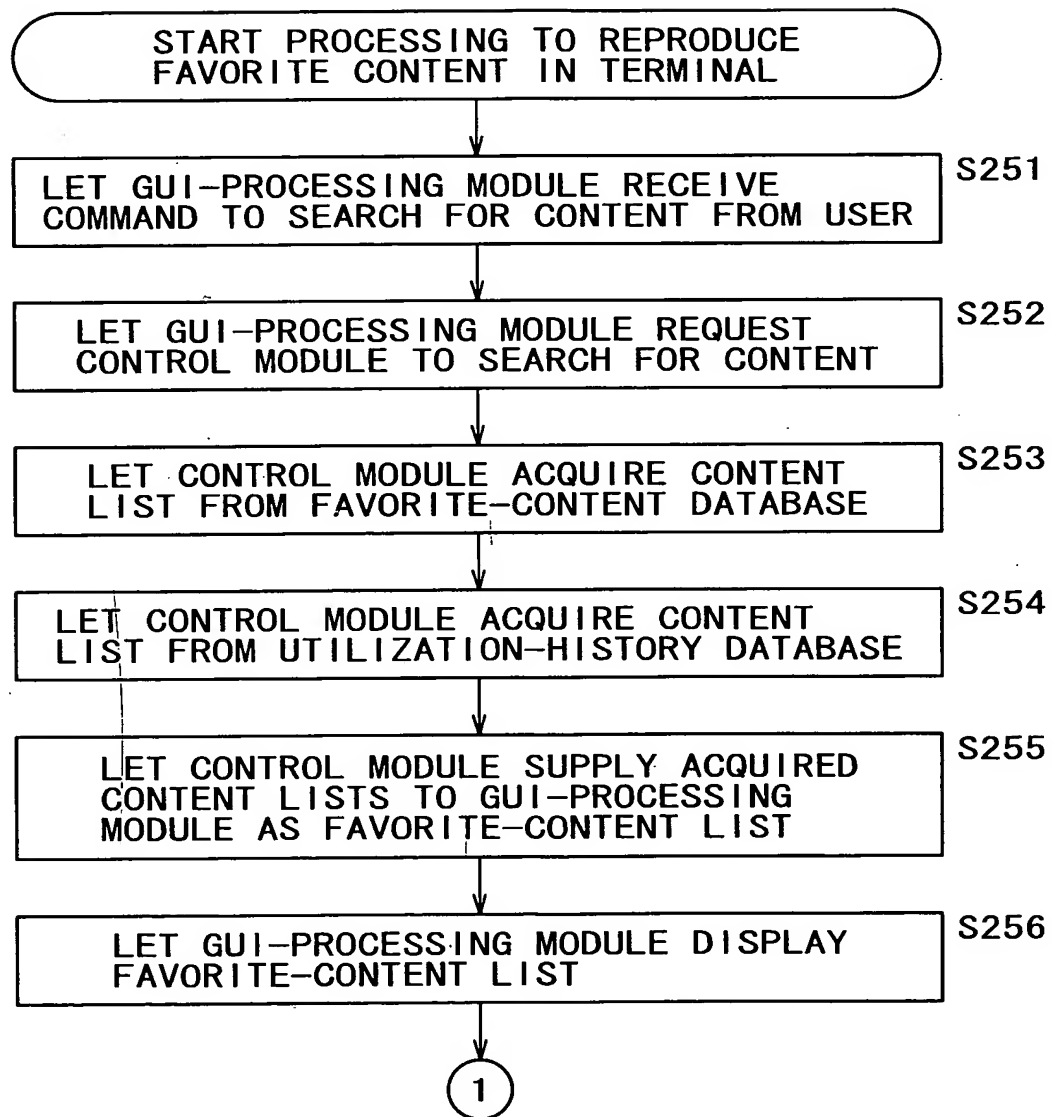 START PROCESSING TO REPRODUCE
FAVORITE CONTENT IN TERMINAL
S251
LET GUI-PROCESSING MODULE RECEIVE
COMMAND TO SEARCH FOR CONTENT FROM USER
S252
LET GUI-PROCESSING MODULE REQUEST
CONTROL MODULE TO SEARCH FOR CONTENT
S253
LET CONTROL MODULE ACQUIRE CONTENT
LIST FROM FAVORITE-CONTENT DATABASE
S254
LET CONTROL MODULE ACQUIRE CONTENT
LIST FROM UTILIZATION-HISTORY DATABASE
S255
LET CONTROL MODULE SUPPLY ACQUIRED
CONTENT LISTS TO GUI-PROCESSING
MODULE AS FAVORITE-CONTENT LIST
S256
LET GUI-PROCESSING MODULE DISPLAY
FAVORITE-CONTENT LIST
1